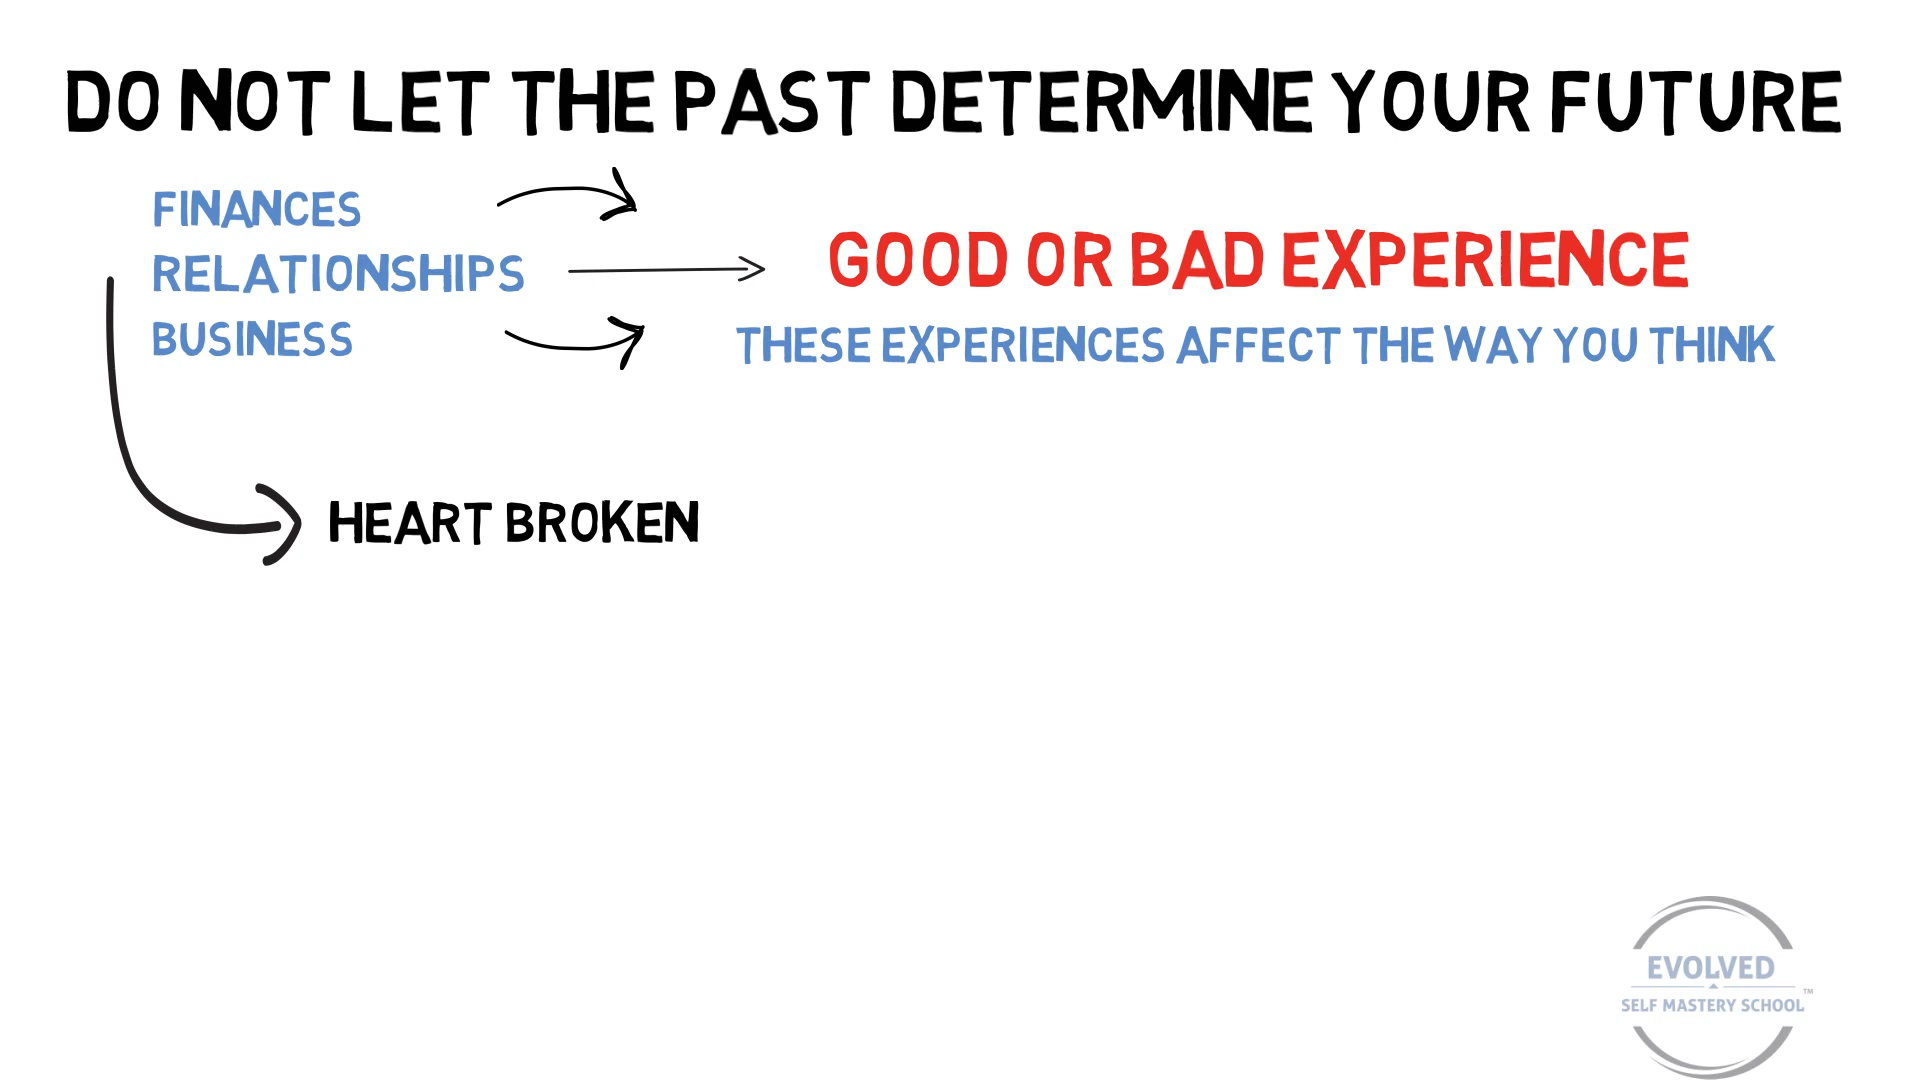 DO NOT LET THE PAST DETERMINE YOUR FUTURE
FINANCES
RELATIONSHIPS
BUSINESS
GOOD OR BAD EXPERIENCE
THESE EXPERIENCES AFFECT THE WAY YOU THINK
HEART BROKEN
EVOLVED
SELF MASTERY SCHOOL™